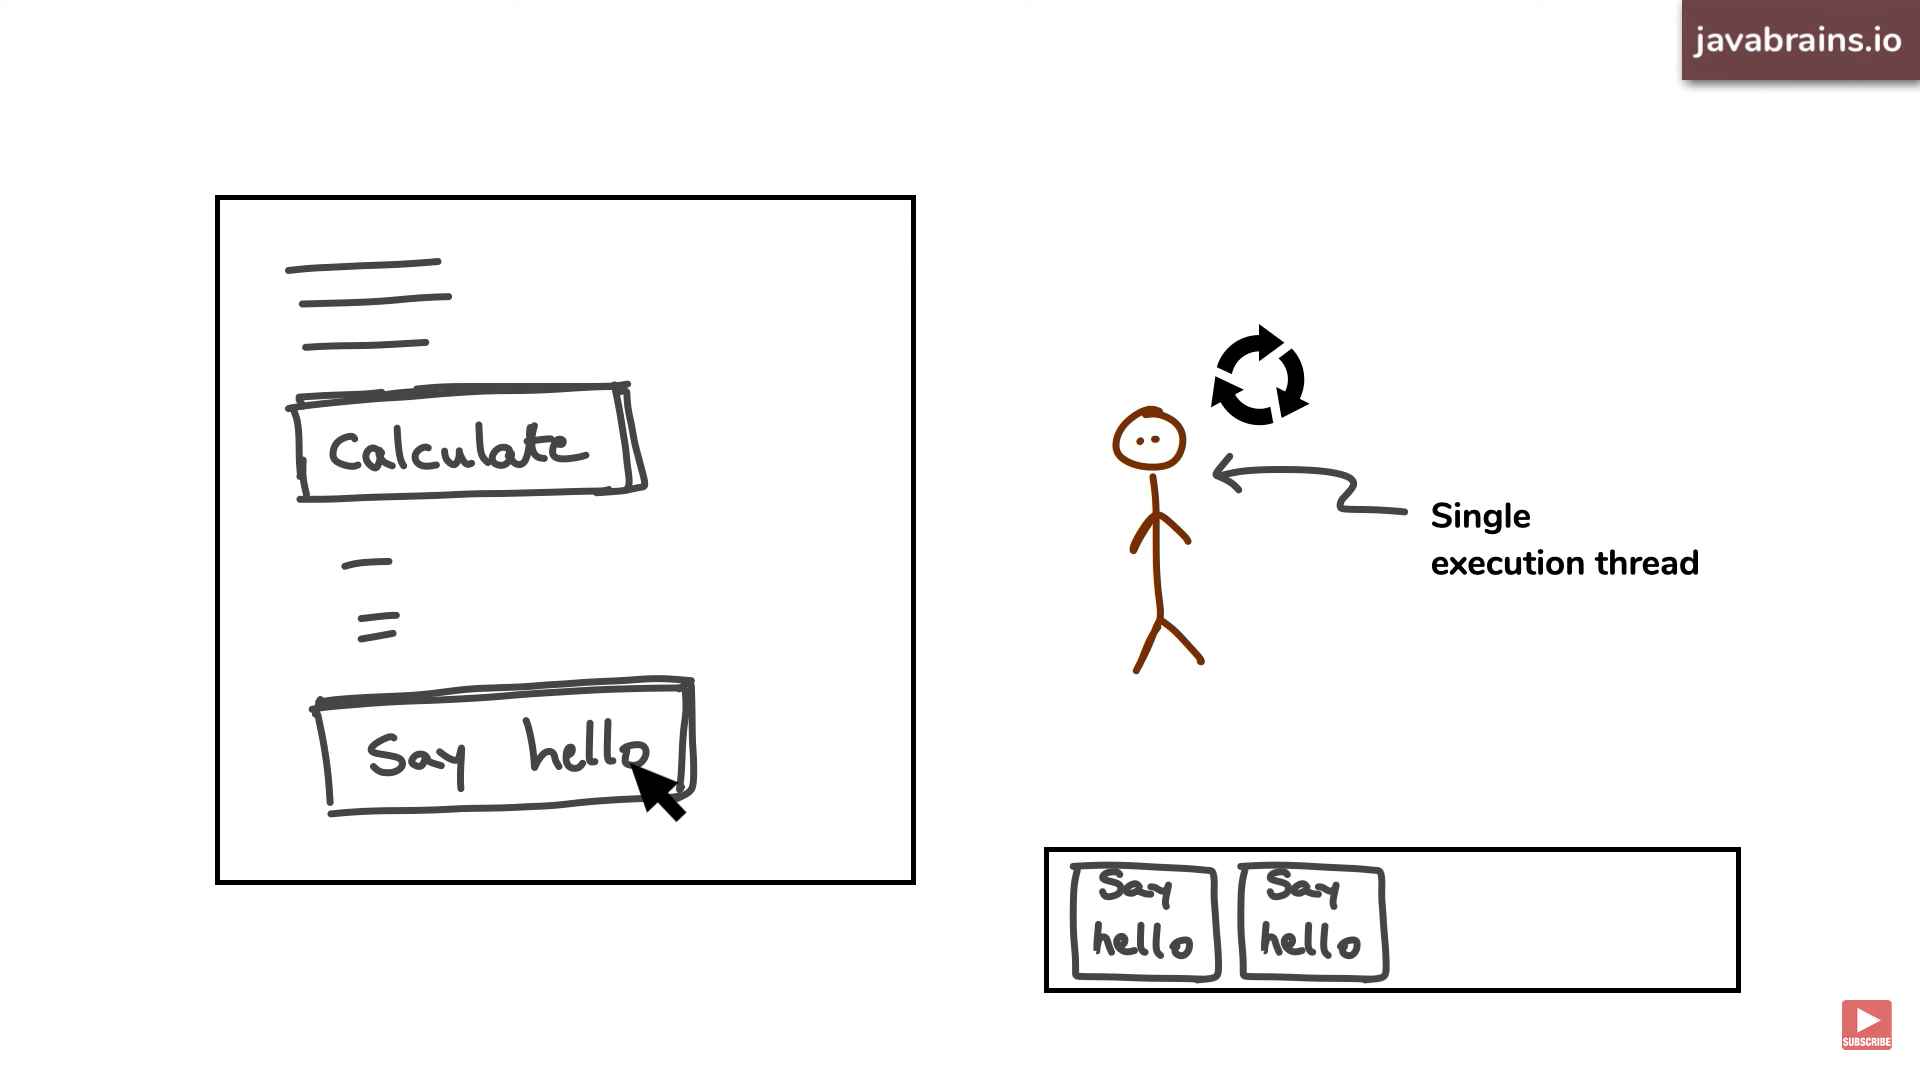 javabrains.io
Calculate
Say hello
Single
execution thread
Say
hello
Say
hello
SUBSCRIBE